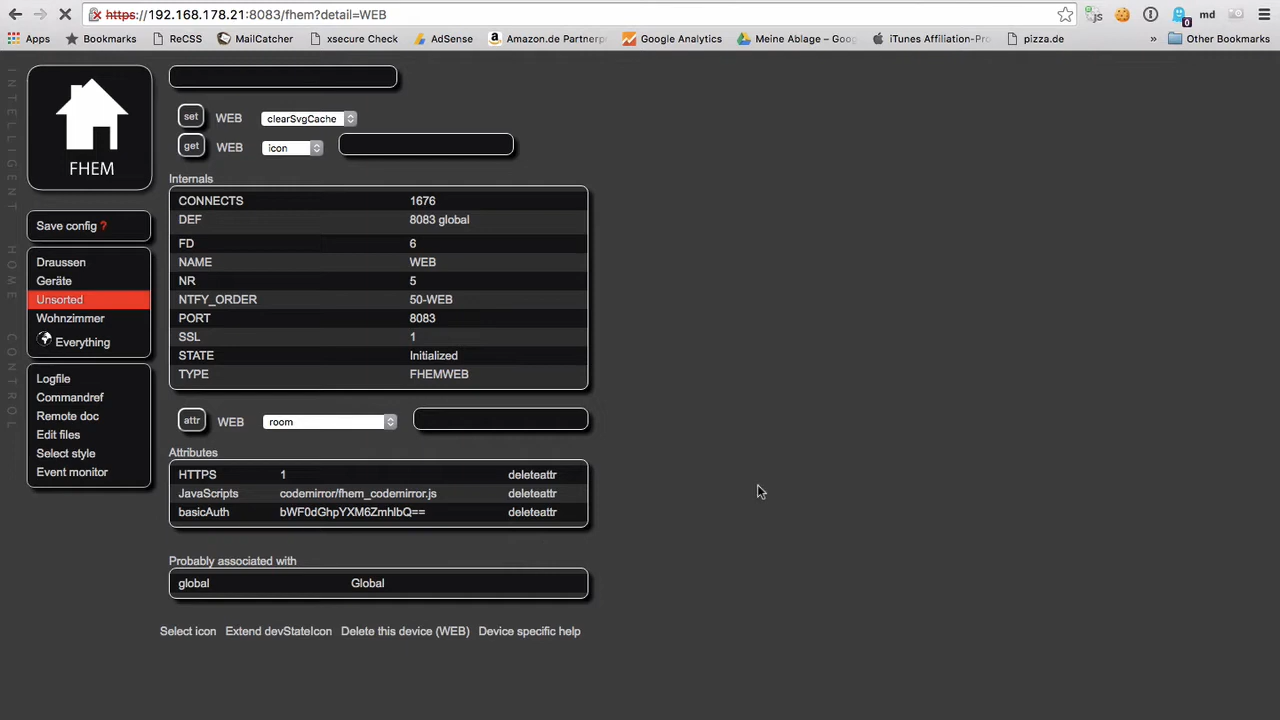 https://192.168.178.21:8083/fhem?detail=WEB
Apps Bookmarks ReCSS MailCatcher xsecure Check AdSense Amazon.de Partnerp Google Analytics Meine Ablage – Goog iTunes Affiliation-Pro pizza.de » Other Bookmarks
js 0 md
INTELLIGENT HOME CONTROL
FHEM
Save config ?
Draussen
Geräte
Unsorted
Wohnzimmer
Everything
Logfile
Commandref
Remote doc
Edit files
Select style
Event monitor
set WEB clearSvgCache
get WEB icon
Internals
CONNECTS 1676
DEF 8083 global
FD 6
NAME WEB
NR 5
NTFY_ORDER 50-WEB
PORT 8083
SSL 1
STATE Initialized
TYPE FHEMWEB
attr WEB room
Attributes
HTTPS 1 deleteattr
JavaScripts codemirror/fhem_codemirror.js deleteattr
basicAuth bWF0dGhpYXM6ZmhlbQ== deleteattr
Probably associated with
global Global
Select icon Extend devStateIcon Delete this device (WEB) Device specific help